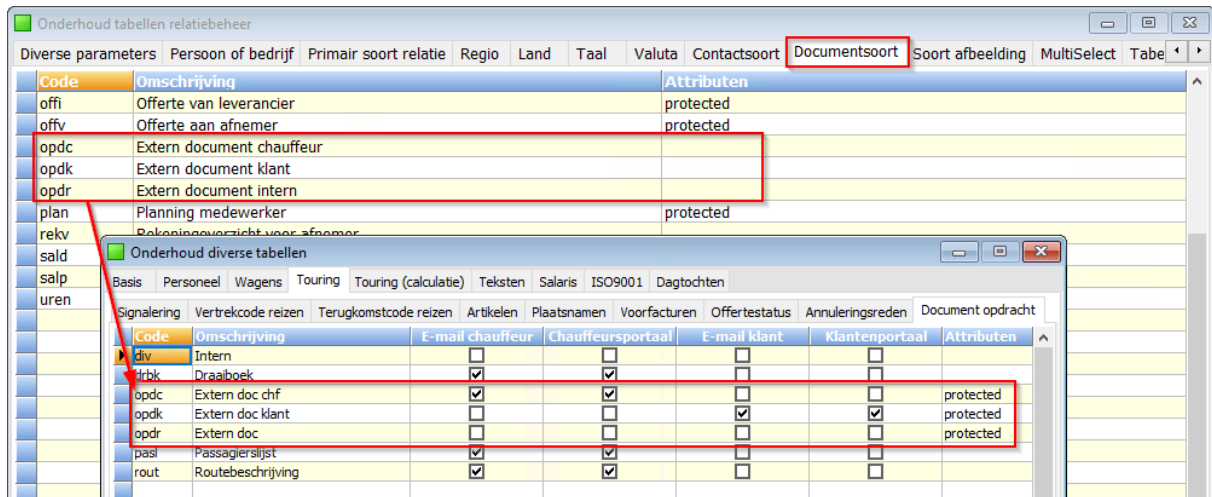 Onderhoud tabellen relatiebeheer
Diverse parameters Persoon of bedrijf Primair soort relatie Regio Land Taal Valuta Contactsoort Documentsoort Soort afbeelding MultiSelect Tabe
Code Omschrijving Attributen
offi Offerte van leverancier protected
offv Offerte aan afnemer protected
opdc Extern document chauffeur
opdk Extern document klant
opdr Extern document intern
plan Planning medewerker protected
rekv Rekeningoverzicht voor afnemer
sald
salp
uren
Onderhoud diverse tabellen
Basis Personeel Wagens Touring Touring (calculatie) Teksten Salaris ISO9001 Dagtochten
Signalering Vertrekcode reizen Terugkomstcode reizen Artikelen Plaatsnamen Voorfacturen Offertestatus Annuleringsreden Document opdracht
Code Omschrijving E-mail chauffeur Chauffeursportaal E-mail klant Klantenportaal Attributen
div Intern
drbk Draaiboek
opdc Extern doc chf protected
opdk Extern doc klant protected
opdr Extern doc protected
pasl Passagierslijst
rout Routebeschrijving